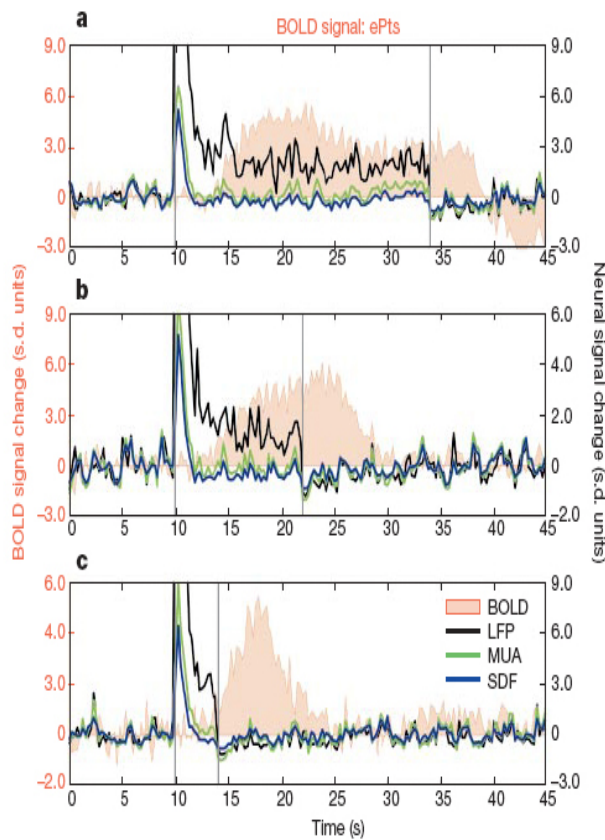 a
BOLD signal: ePts
9.0 9.0
6.0 6.0
3.0 3.0
0 0
−3.0 −3.0
0 5 10 15 20 25 30 35 40 45
b
9.0 6.0
6.0 4.0
3.0 2.0
0 0
−3.0 −2.0
0 5 10 15 20 25 30 35 40 45
BOLD signal change (s.d. units)
Neural signal change (s.d. units)
c
6.0 9.0
4.0 6.0
3.0 3.0
0 0
−2.0 −3.0
BOLD
LFP
MUA
SDF
0 5 10 15 20 25 30 35 40 45
Time (s)